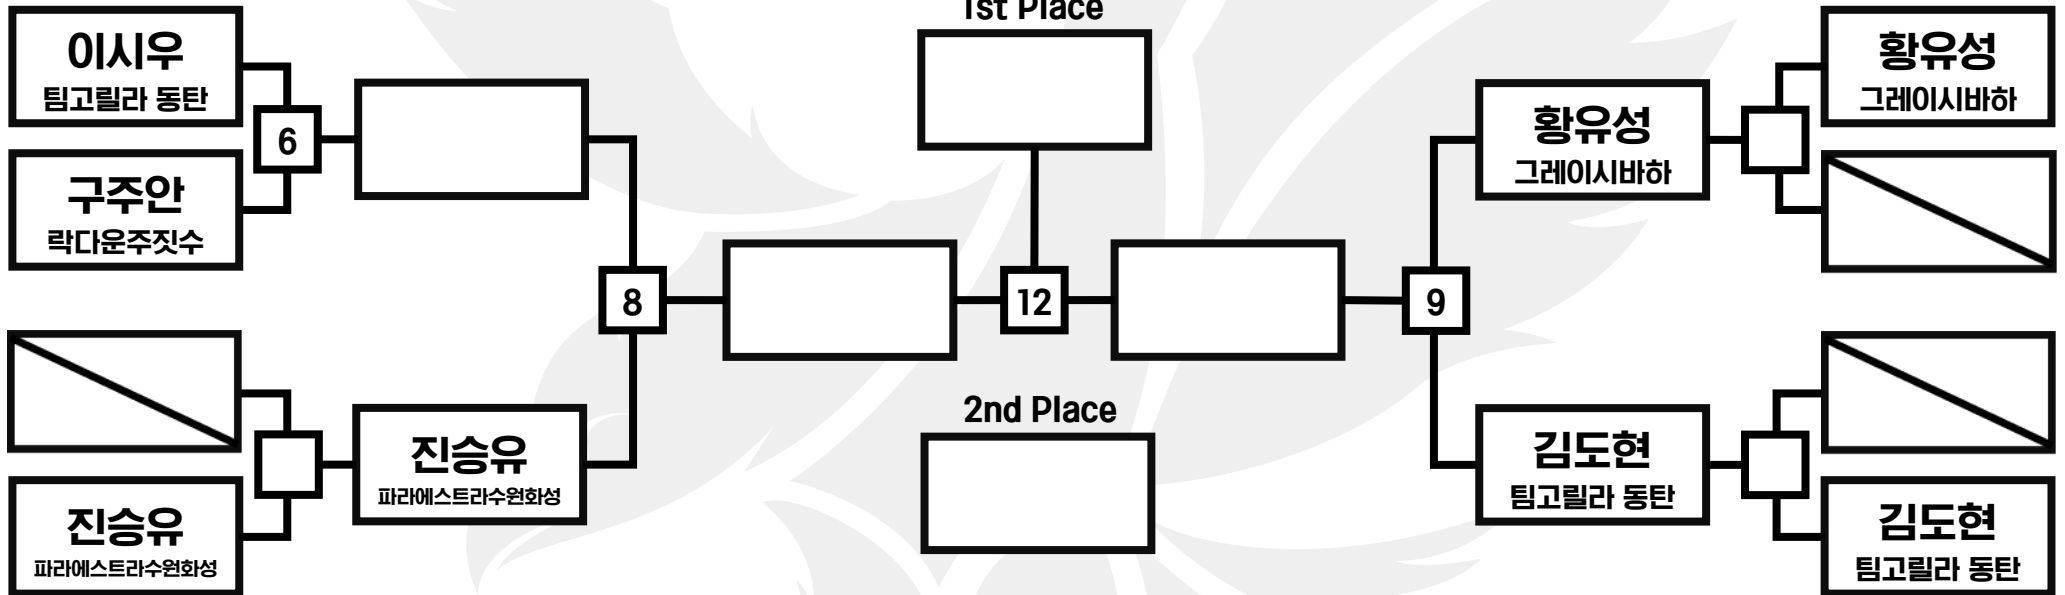 1st Place
이시우
팀고릴라 동탄
6
구주안
락다운주짓수
8
진승유
파라에스트라수원화성
진승유
파라에스트라수원화성
12
2nd Place
9
황유성
그레이시바하
황유성
그레이시바하
김도현
팀고릴라 동탄
김도현
팀고릴라 동탄